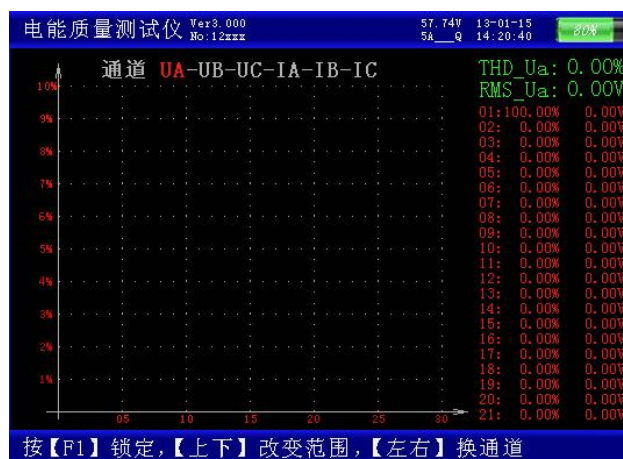 电能质量测试仪 Ver3.000 57.74V 13-01-15 80%
No:12xxx 5A__Q 14:20:40
通道 UA-UB-UC-IA-IB-IC
THD_Ua: 0.00%
RMS_Ua: 0.00V
10%
9%
8%
7%
6%
5%
4%
3%
2%
1%
05 10 15 20 25 30
01:100.00% 0.00V
02: 0.00% 0.00V
03: 0.00% 0.00V
04: 0.00% 0.00V
05: 0.00% 0.00V
06: 0.00% 0.00V
07: 0.00% 0.00V
08: 0.00% 0.00V
09: 0.00% 0.00V
10: 0.00% 0.00V
11: 0.00% 0.00V
12: 0.00% 0.00V
13: 0.00% 0.00V
14: 0.00% 0.00V
15: 0.00% 0.00V
16: 0.00% 0.00V
17: 0.00% 0.00V
18: 0.00% 0.00V
19: 0.00% 0.00V
20: 0.00% 0.00V
21: 0.00% 0.00V
按【F1】锁定,【上下】改变范围,【左右】换通道